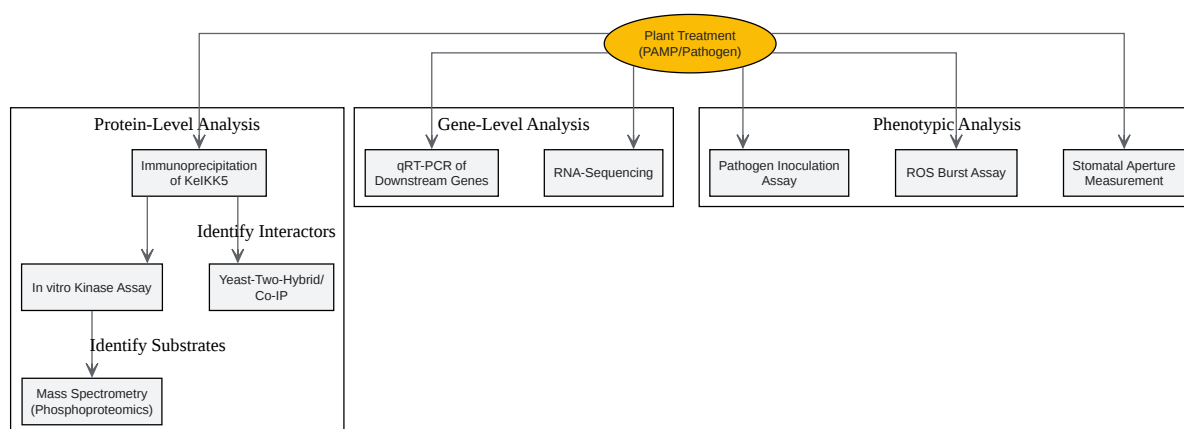 Plant Treatment
(PAMP/Pathogen)
Protein-Level Analysis
Immunoprecipitation
of KeIKK5
Identify Interactors
In vitro Kinase Assay
Yeast-Two-Hybrid/
Co-IP
Identify Substrates
Mass Spectrometry
(Phosphoproteomics)
Gene-Level Analysis
qRT-PCR of
Downstream Genes
RNA-Sequencing
Phenotypic Analysis
Pathogen Inoculation
Assay
ROS Burst Assay
Stomatal Aperture
Measurement